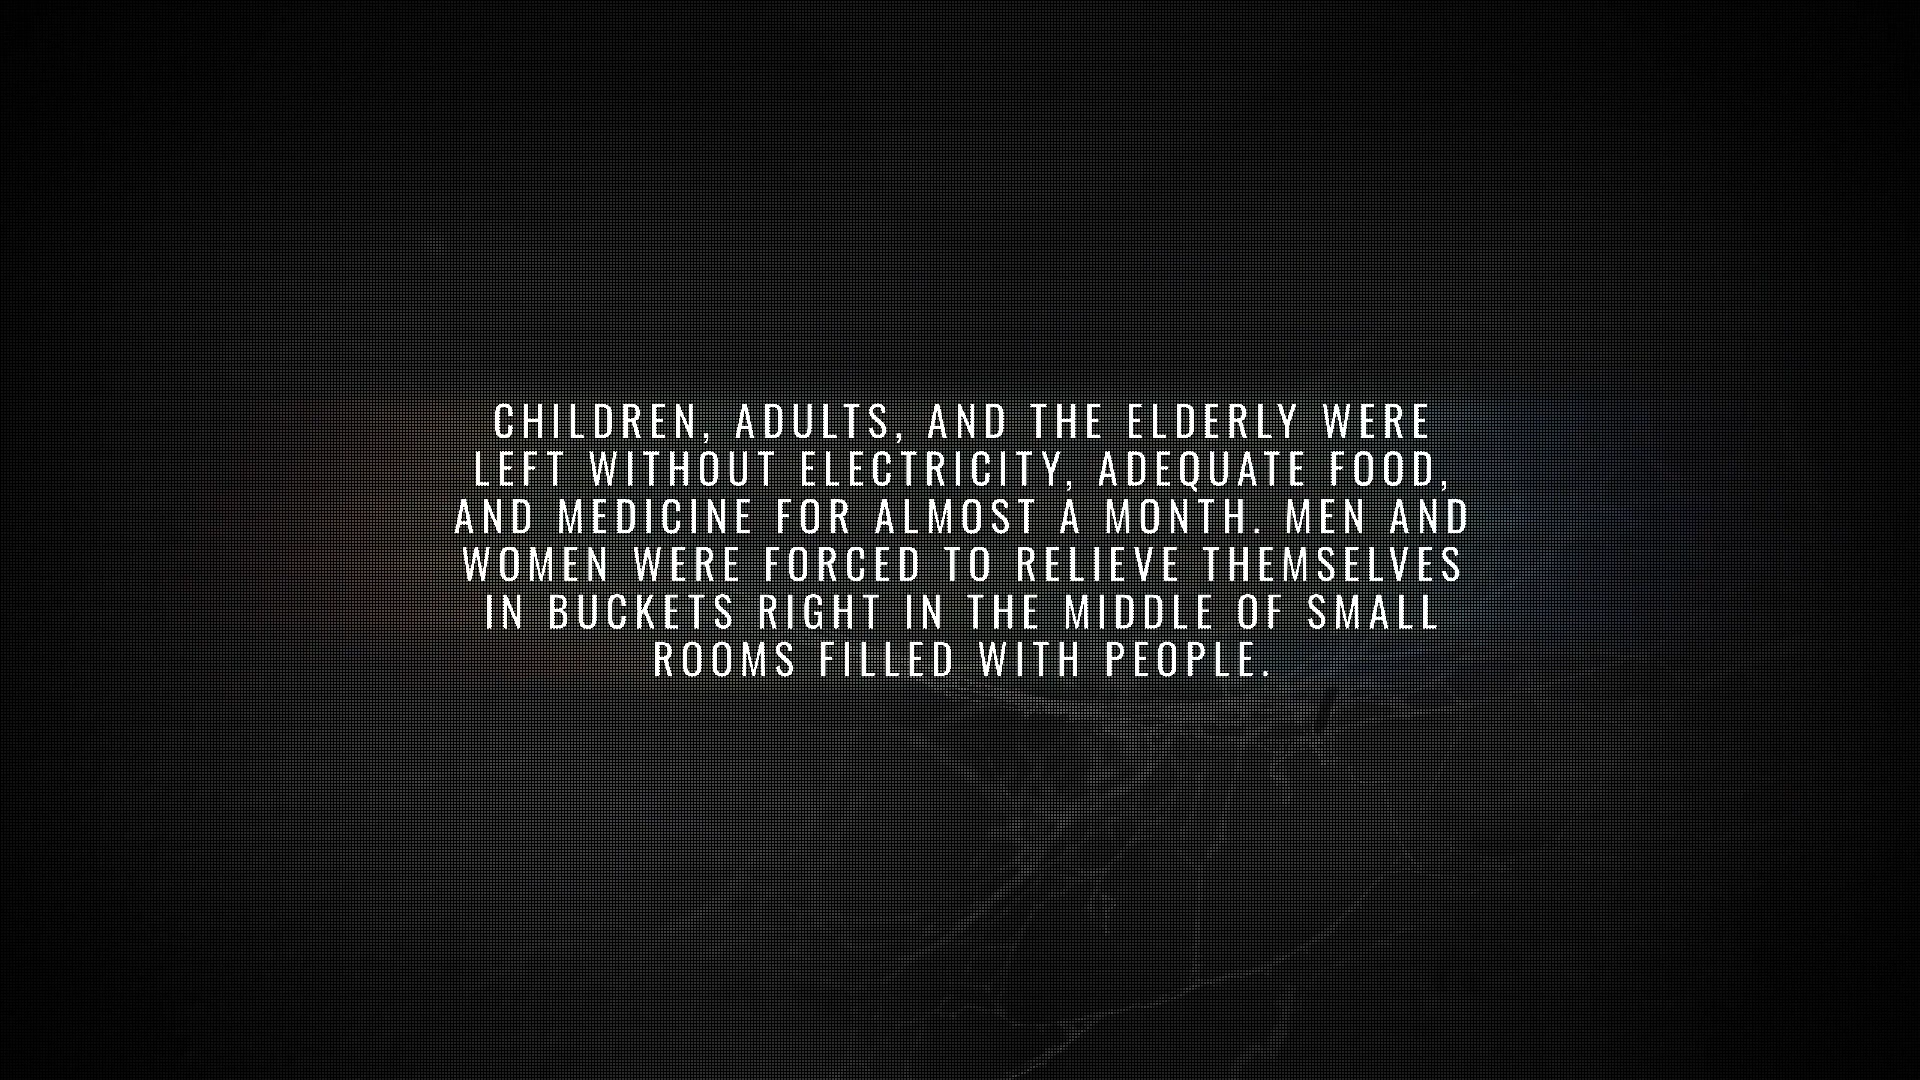 CHILDREN, ADULTS, AND THE ELDERLY WERE
LEFT WITHOUT ELECTRICITY, ADEQUATE FOOD,
AND MEDICINE FOR ALMOST A MONTH. MEN AND
WOMEN WERE FORCED TO RELIEVE THEMSELVES
IN BUCKETS RIGHT IN THE MIDDLE OF SMALL
ROOMS FILLED WITH PEOPLE.